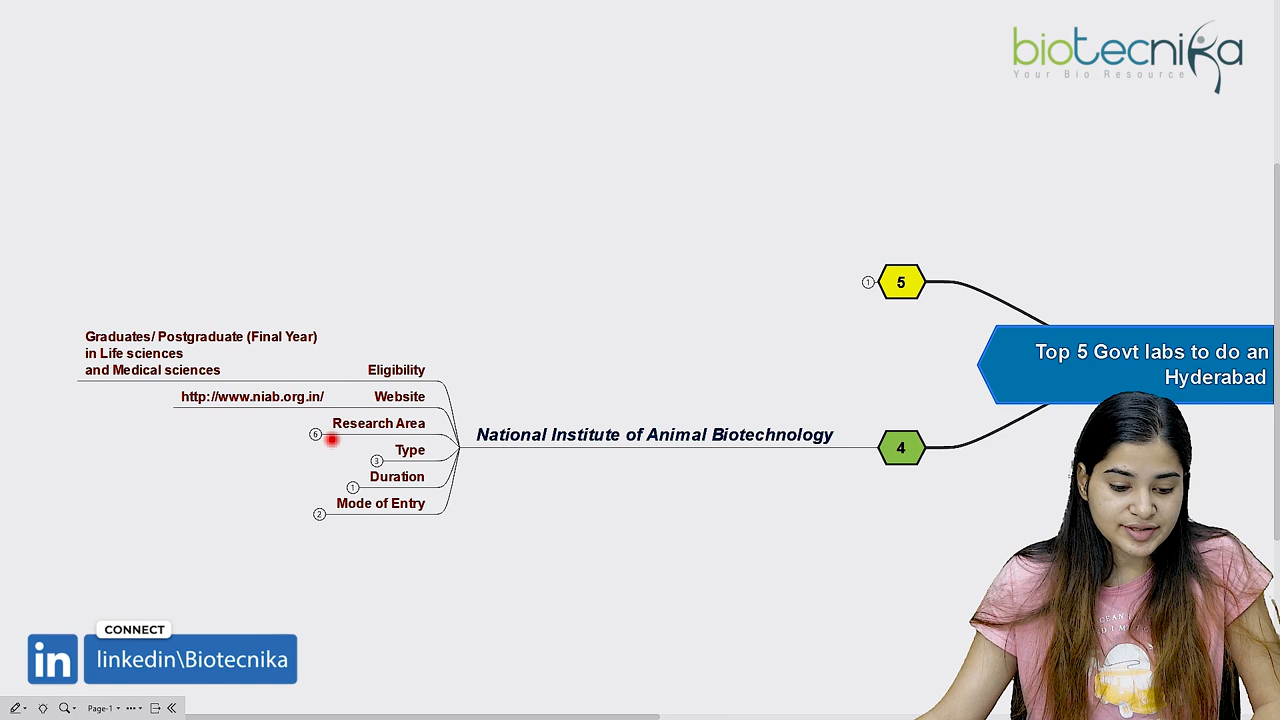 biotecnika
Your Bio Resource
5
1
Top 5 Govt labs to do an
Hyderabad
Graduates/ Postgraduate (Final Year)
in Life sciences
and Medical sciences
Eligibility
http://www.niab.org.in/
Website
Research Area
6
Type
3
Duration
1
Mode of Entry
2
National Institute of Animal Biotechnology
4
CONNECT
in
linkedin\Biotecnika
Page-1